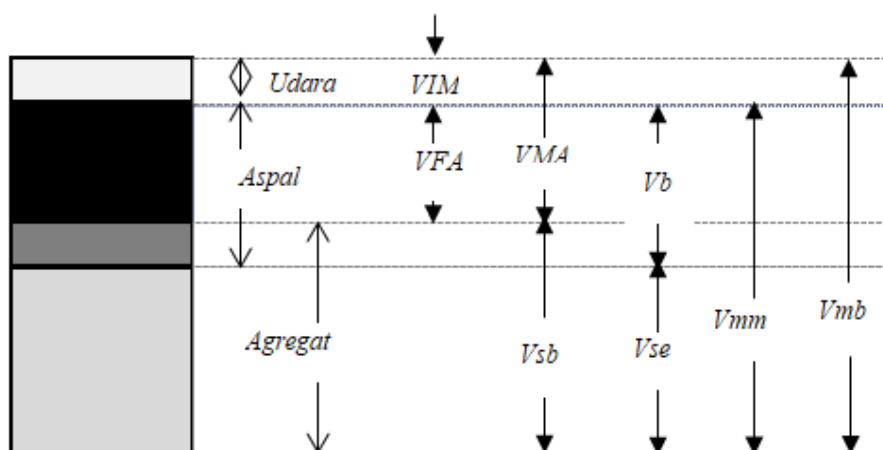 Udara
VIM
Aspal
VFA
VMA
Vb
Agregat
Vsb
Vse
Vmm
Vmb